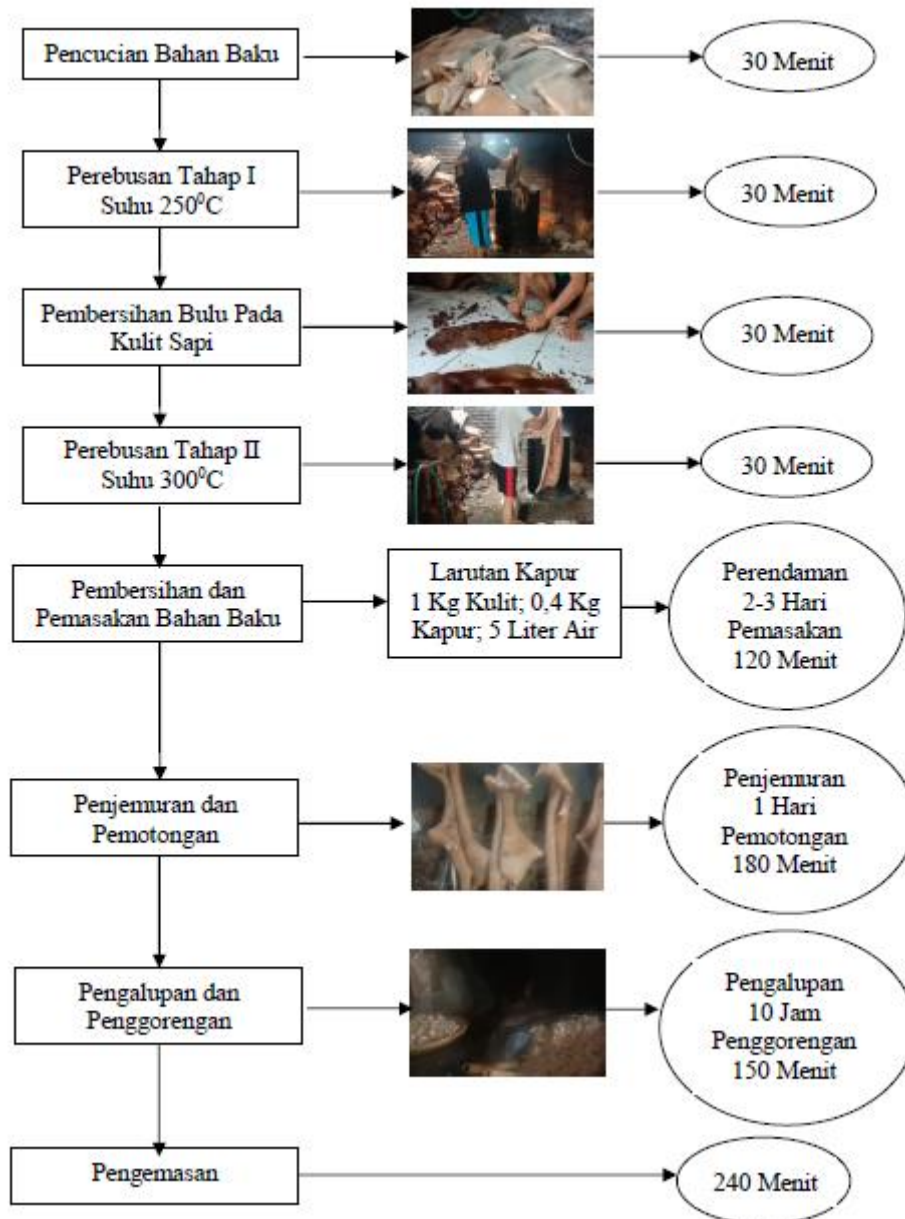 Pencucian Bahan Baku
30 Menit
Perebusan Tahap I
Suhu 250⁰C
30 Menit
Pembersihan Bulu Pada
Kulit Sapi
30 Menit
Perebusan Tahap II
Suhu 300⁰C
30 Menit
Pembersihan dan
Pemasakan Bahan Baku
Larutan Kapur
1 Kg Kulit; 0,4 Kg
Kapur; 5 Liter Air
Perendaman
2-3 Hari
Pemasakan
120 Menit
Penjemuran dan
Pemotongan
Penjemuran
1 Hari
Pemotongan
180 Menit
Pengalupan dan
Penggorengan
Pengalupan
10 Jam
Penggorengan
150 Menit
Pengemasan
240 Menit